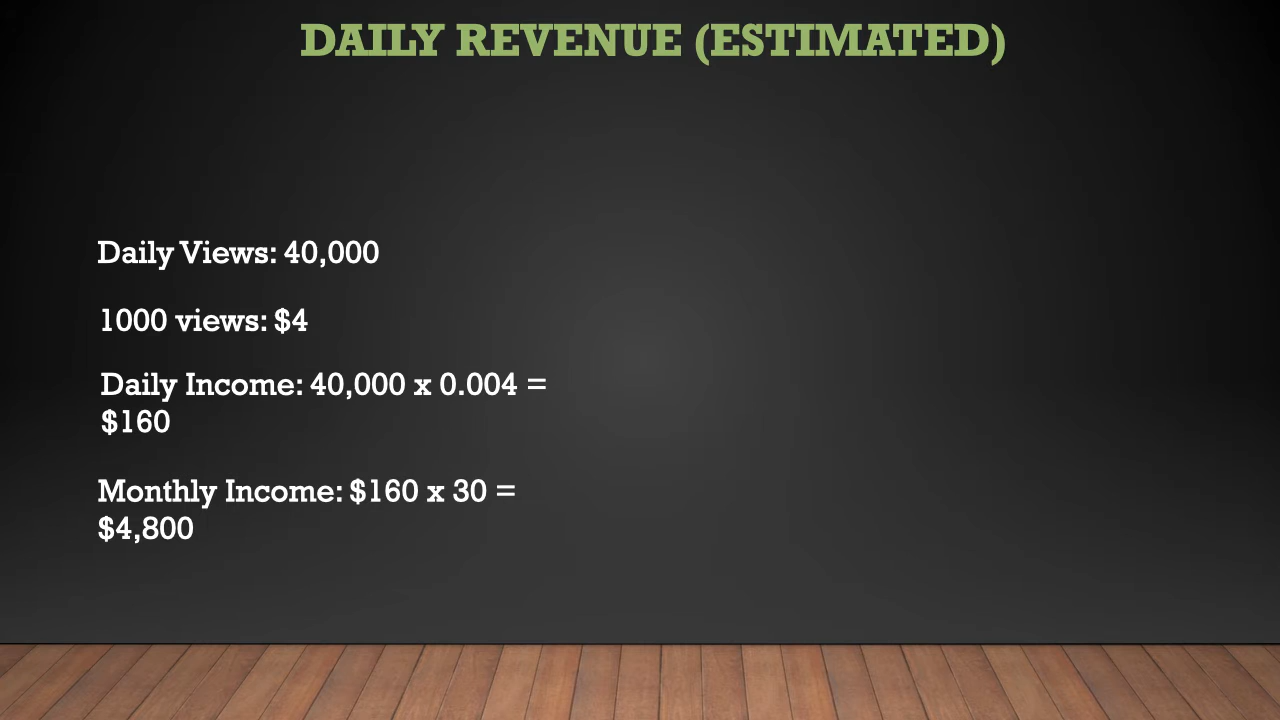 DAILY REVENUE (ESTIMATED)
Daily Views: 40,000
1000 views: $4
Daily Income: 40,000 x 0.004 =
$160
Monthly Income: $160 x 30 =
$4,800